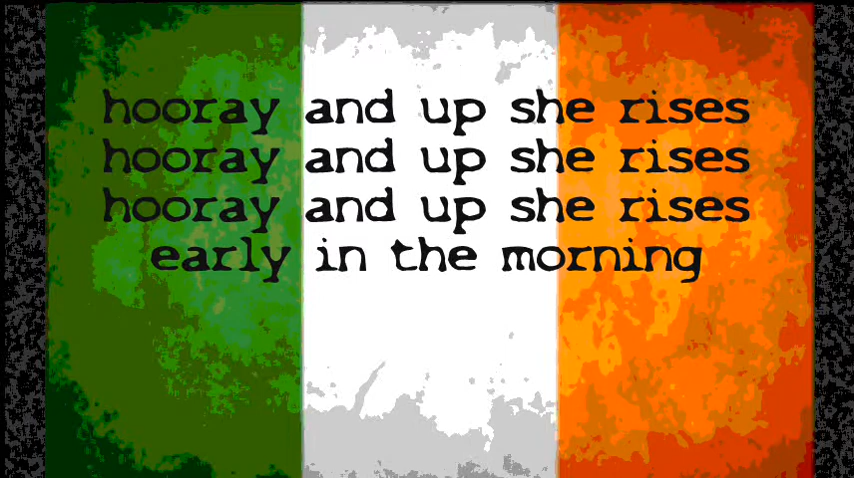 hooray and up she rises
hooray and up she rises
hooray and up she rises
early in the morning